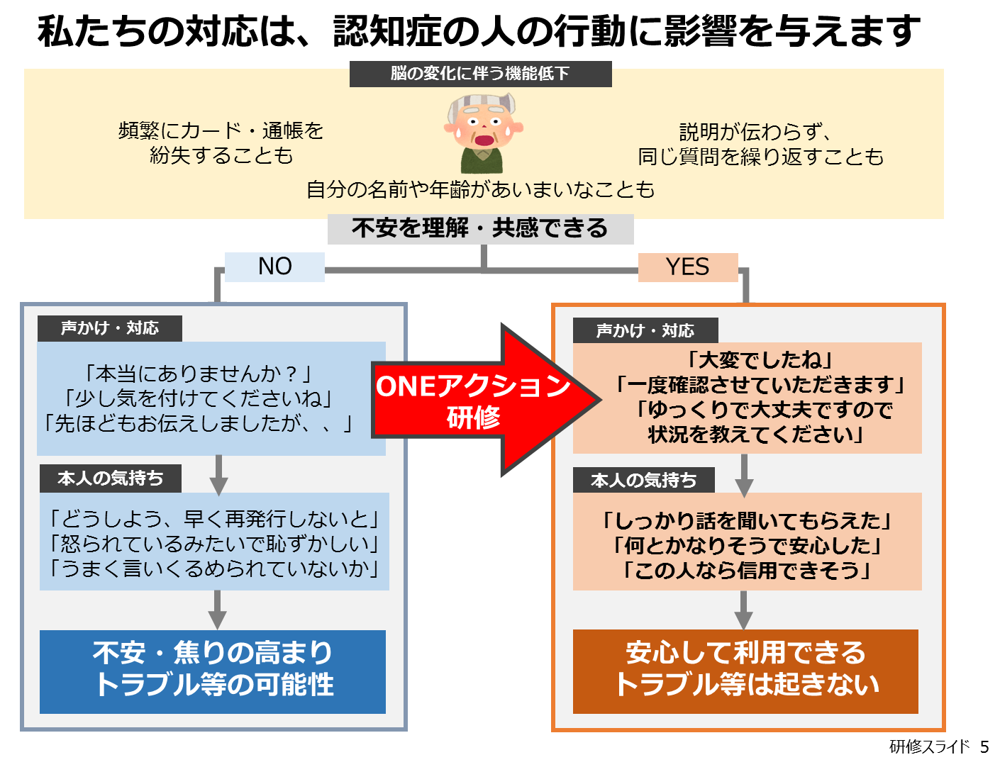 私たちの対応は、認知症の人の行動に影響を与えます
脳の変化に伴う機能低下
頻繁にカード・通帳を
紛失することも
説明が伝わらず、
同じ質問を繰り返すことも
自分の名前や年齢があいまいなことも
不安を理解・共感できる
NO
YES
声かけ・対応
「本当にありませんか？」
「少し気を付けてくださいね」
「先ほどもお伝えしましたが、、」
本人の気持ち
「どうしよう、早く再発行しないと」
「怒られているみたいで恥ずかしい」
「うまく言いくるめられていないか」
不安・焦りの高まり
トラブル等の可能性
ONEアクション
研修
声かけ・対応
「大変でしたね」
「一度確認させていただきます」
「ゆっくりで大丈夫ですので
状況を教えてください」
本人の気持ち
「しっかり話を聞いてもらえた」
「何とかなりそうで安心した」
「この人なら信用できそう」
安心して利用できる
トラブル等は起きない
研修スライド 5